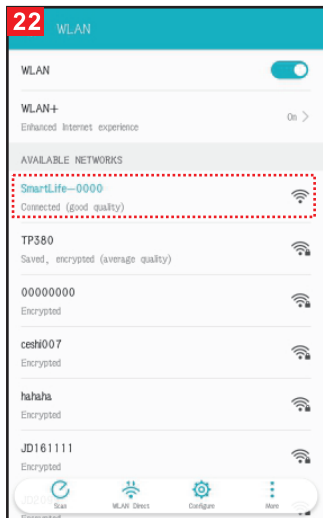 22
WLAN
WLAN
WLAN+
Enhanced Internet experience
On
AVAILABLE NETWORKS
SmartLife-0000
Connected (good quality)
TP380
Saved, encrypted (average quality)
00000000
Encrypted
ceshi007
Encrypted
hahaha
Encrypted
JD161111
Encrypted
Scan
WLAN Direct
Configure
More